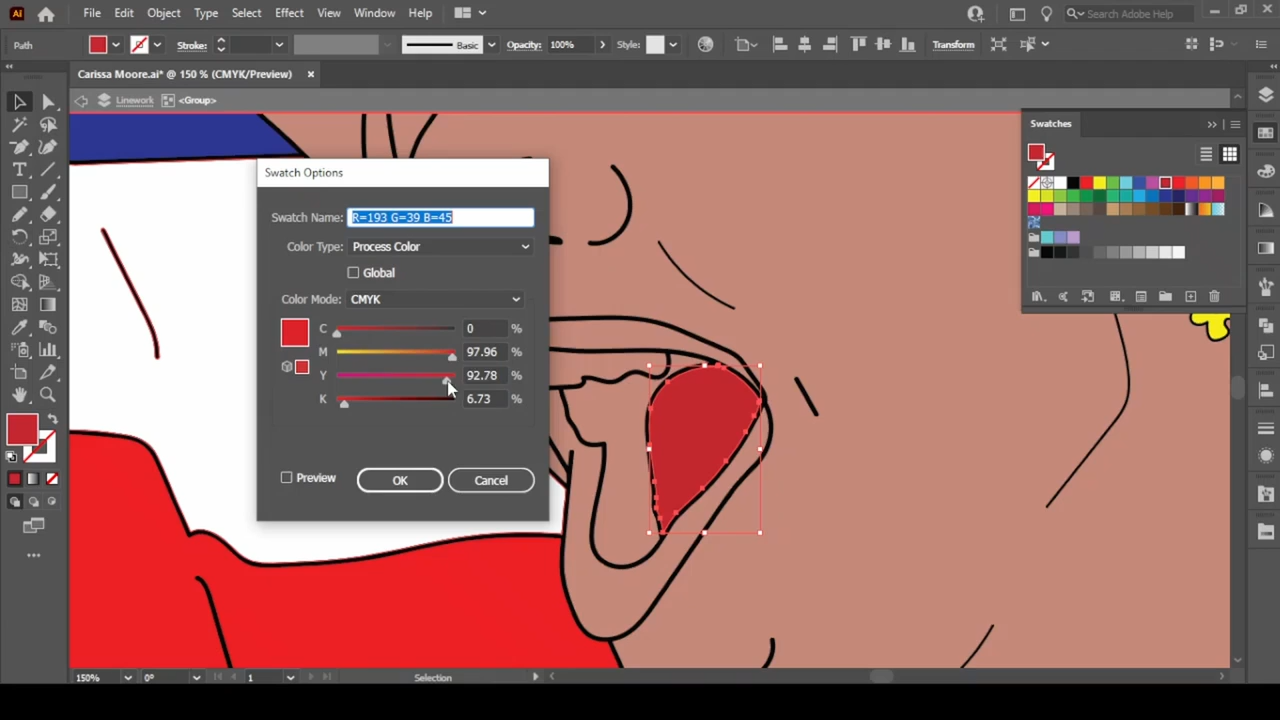 Ai File Edit Object Type Select Effect View Window Help Search Adobe Help
Path Stroke: Basic Opacity: 100% Style: Transform
Carissa Moore.ai* @ 150 % (CMYK/Preview)
Linework <Group>
Swatches
Swatch Options
Swatch Name: R=193 G=39 B=45
Color Type: Process Color
Global
Color Mode: CMYK
C 0 %
M 97.96 %
Y 92.78 %
K 6.73 %
Preview OK Cancel
150% 0° 1 Selection